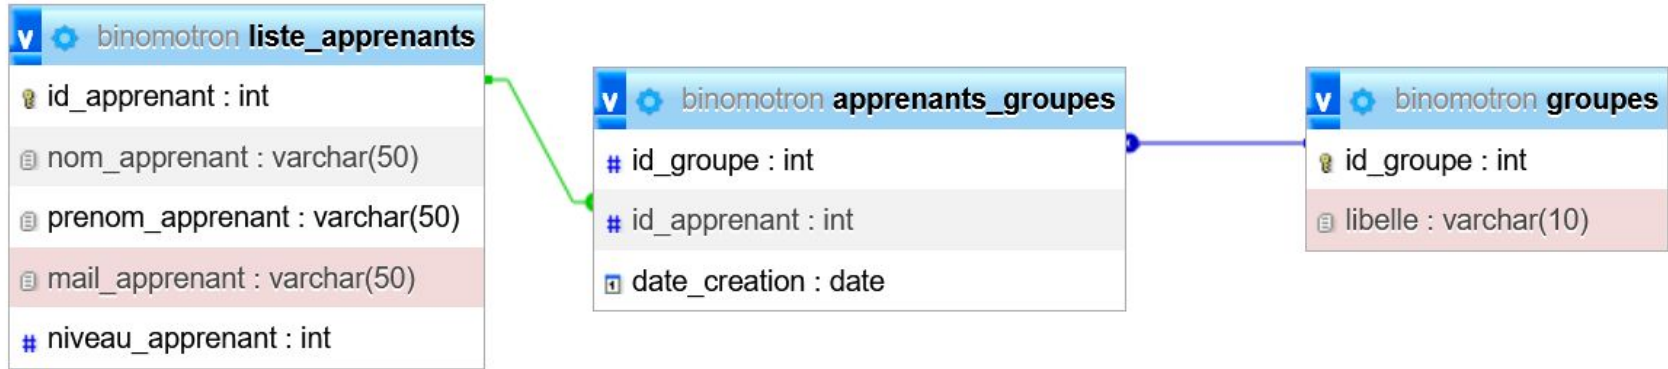 v binomotron liste_apprenants
id_apprenant : int
nom_apprenant : varchar(50)
prenom_apprenant : varchar(50)
mail_apprenant : varchar(50)
# niveau_apprenant : int
v binomotron apprenants_groupes
# id_groupe : int
# id_apprenant : int
1 date_creation : date
v binomotron groupes
id_groupe : int
libelle : varchar(10)